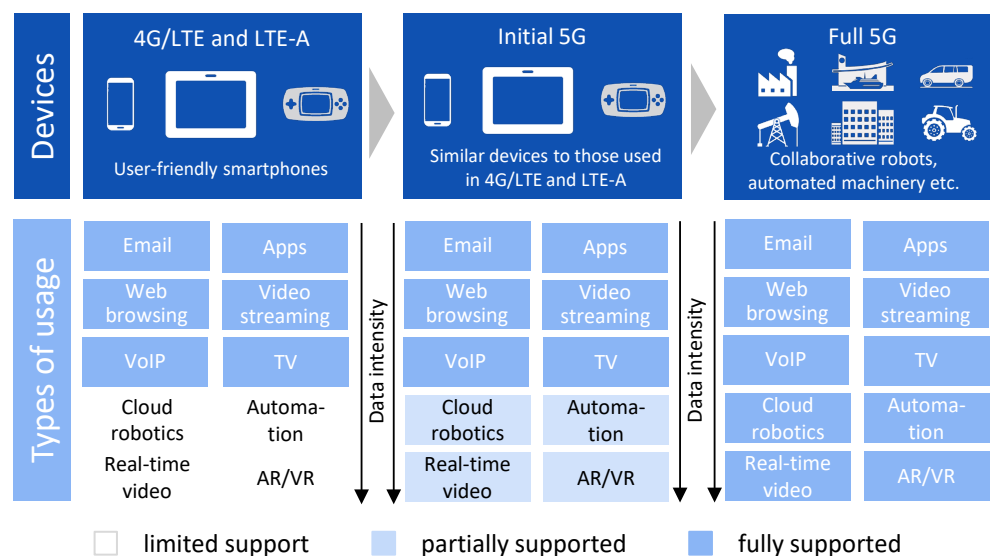 Devices
4G/LTE and LTE-A
User-friendly smartphones
Initial 5G
Similar devices to those used
in 4G/LTE and LTE-A
Full 5G
Collaborative robots,
automated machinery etc.
Types of usage
Email
Apps
Web
browsing
Video
streaming
VoIP
TV
Cloud
robotics
Automa-
tion
Real-time
video
AR/VR
Data intensity
Email
Apps
Web
browsing
Video
streaming
VoIP
TV
Cloud
robotics
Automa-
tion
Real-time
video
AR/VR
Data intensity
Email
Apps
Web
browsing
Video
streaming
VoIP
TV
Cloud
robotics
Automa-
tion
Real-time
video
AR/VR
limited support
partially supported
fully supported